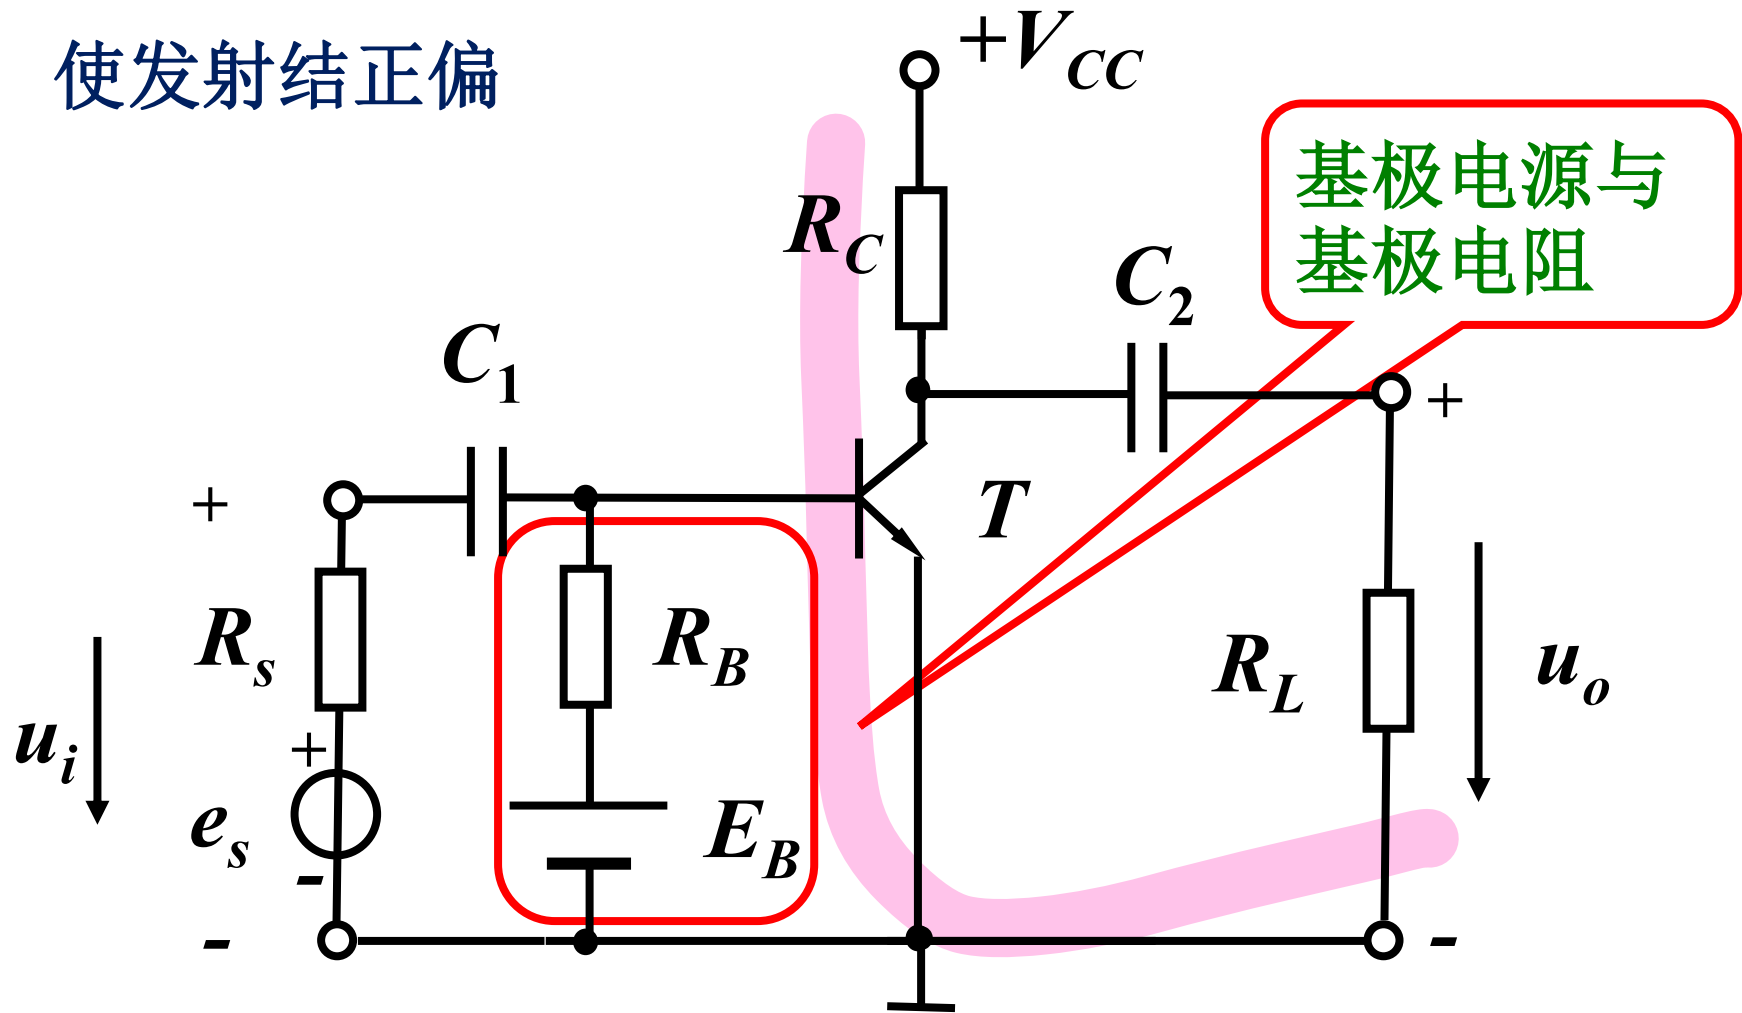 使发射结正偏
+VCC
基极电源与
基极电阻
RC
C2
C1
+
+
T
Rs
RB
RL
uo
ui
+
es
EB
-
-
-